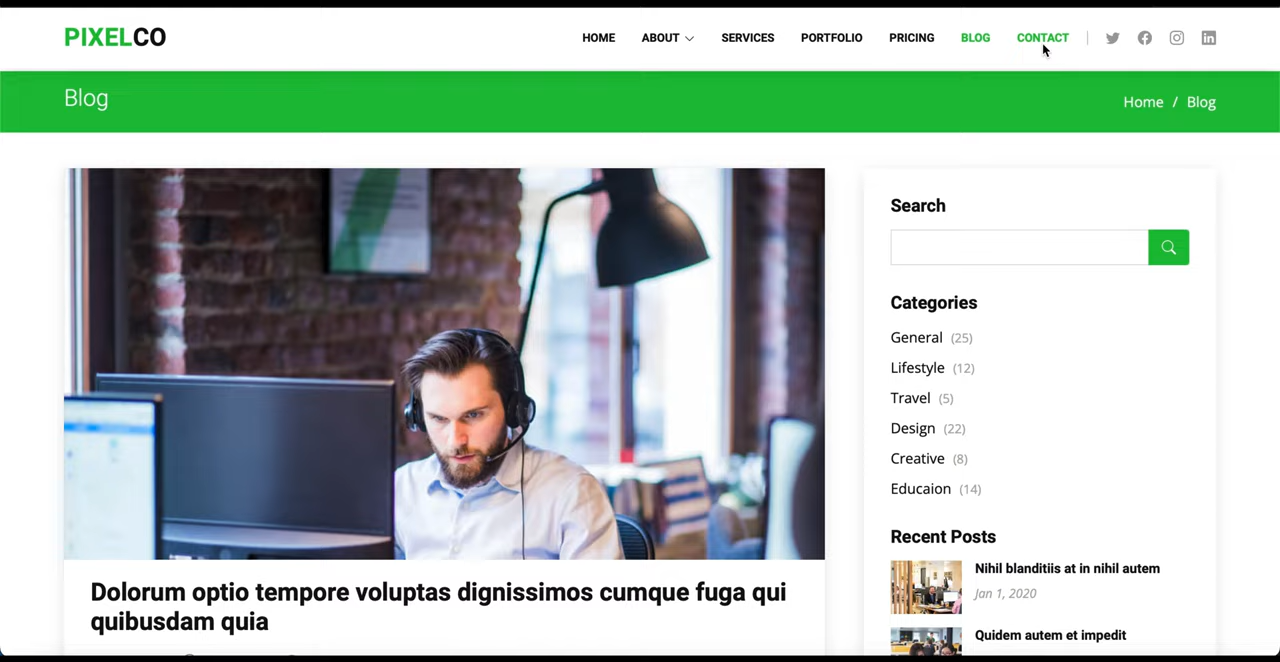 PIXELCO
HOME ABOUT SERVICES PORTFOLIO PRICING BLOG CONTACT
Blog
Home / Blog
Search
Categories
General (25)
Lifestyle (12)
Travel (5)
Design (22)
Creative (8)
Educaion (14)
Recent Posts
Nihil blanditiis at in nihil autem
Jan 1, 2020
Quidem autem et impedit
Dolorum optio tempore voluptas dignissimos cumque fuga qui
quibusdam quia